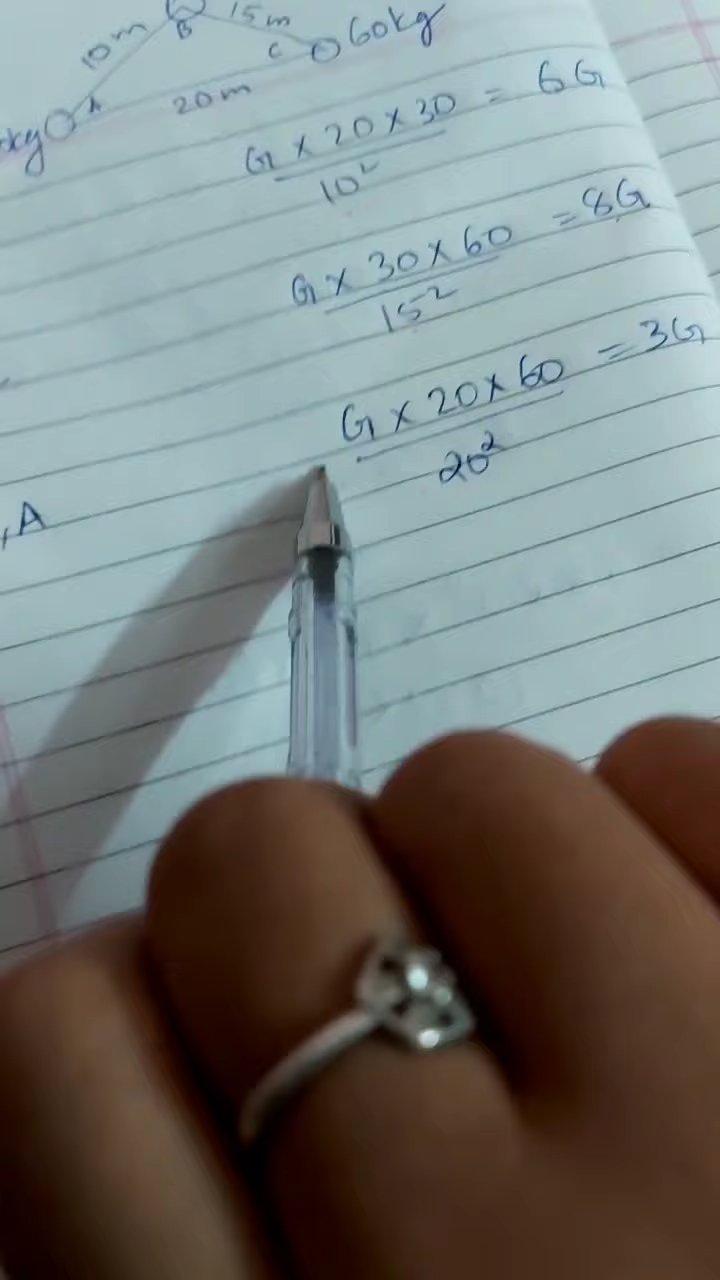 10m B 15m
C 60kg
kg A 20m
G × 20 × 30 = 6G
10²
G × 30 × 60 = 8G
15²
G × 20 × 60 = 3G
20²
, A